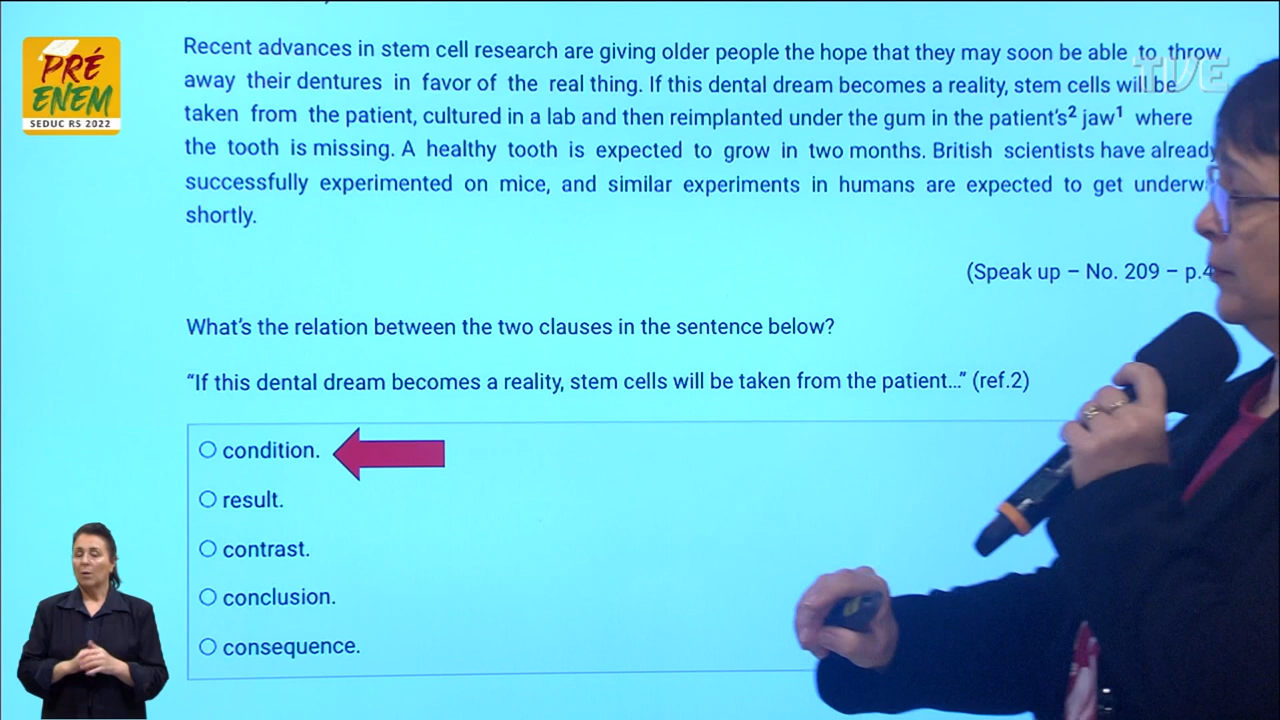 PRÉ
ENEM
SEDUC RS 2022
TVE
Recent advances in stem cell research are giving older people the hope that they may soon be able to throw
away their dentures in favor of the real thing. If this dental dream becomes a reality, stem cells will be
taken from the patient, cultured in a lab and then reimplanted under the gum in the patient's² jaw¹ where
the tooth is missing. A healthy tooth is expected to grow in two months. British scientists have already
successfully experimented on mice, and similar experiments in humans are expected to get
shortly.
(Speak up – No. 209 – p.4
What's the relation between the two clauses in the sentence below?
“If this dental dream becomes a reality, stem cells will be taken from the patient...” (ref.2)
condition.
result.
contrast.
conclusion.
consequence.